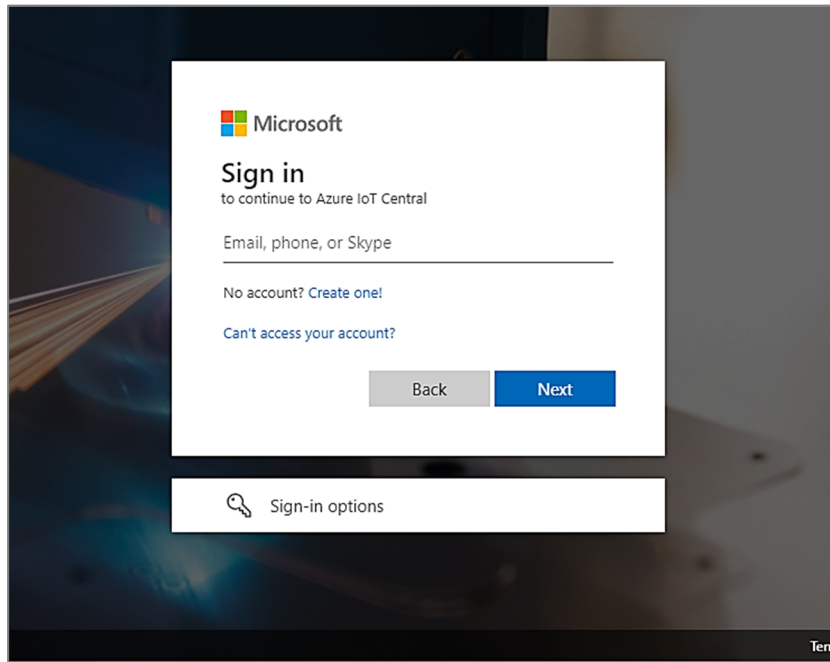 Microsoft
Sign in
to continue to Azure IoT Central
Email, phone, or Skype
No account? Create one!
Can't access your account?
Back Next
Sign-in options